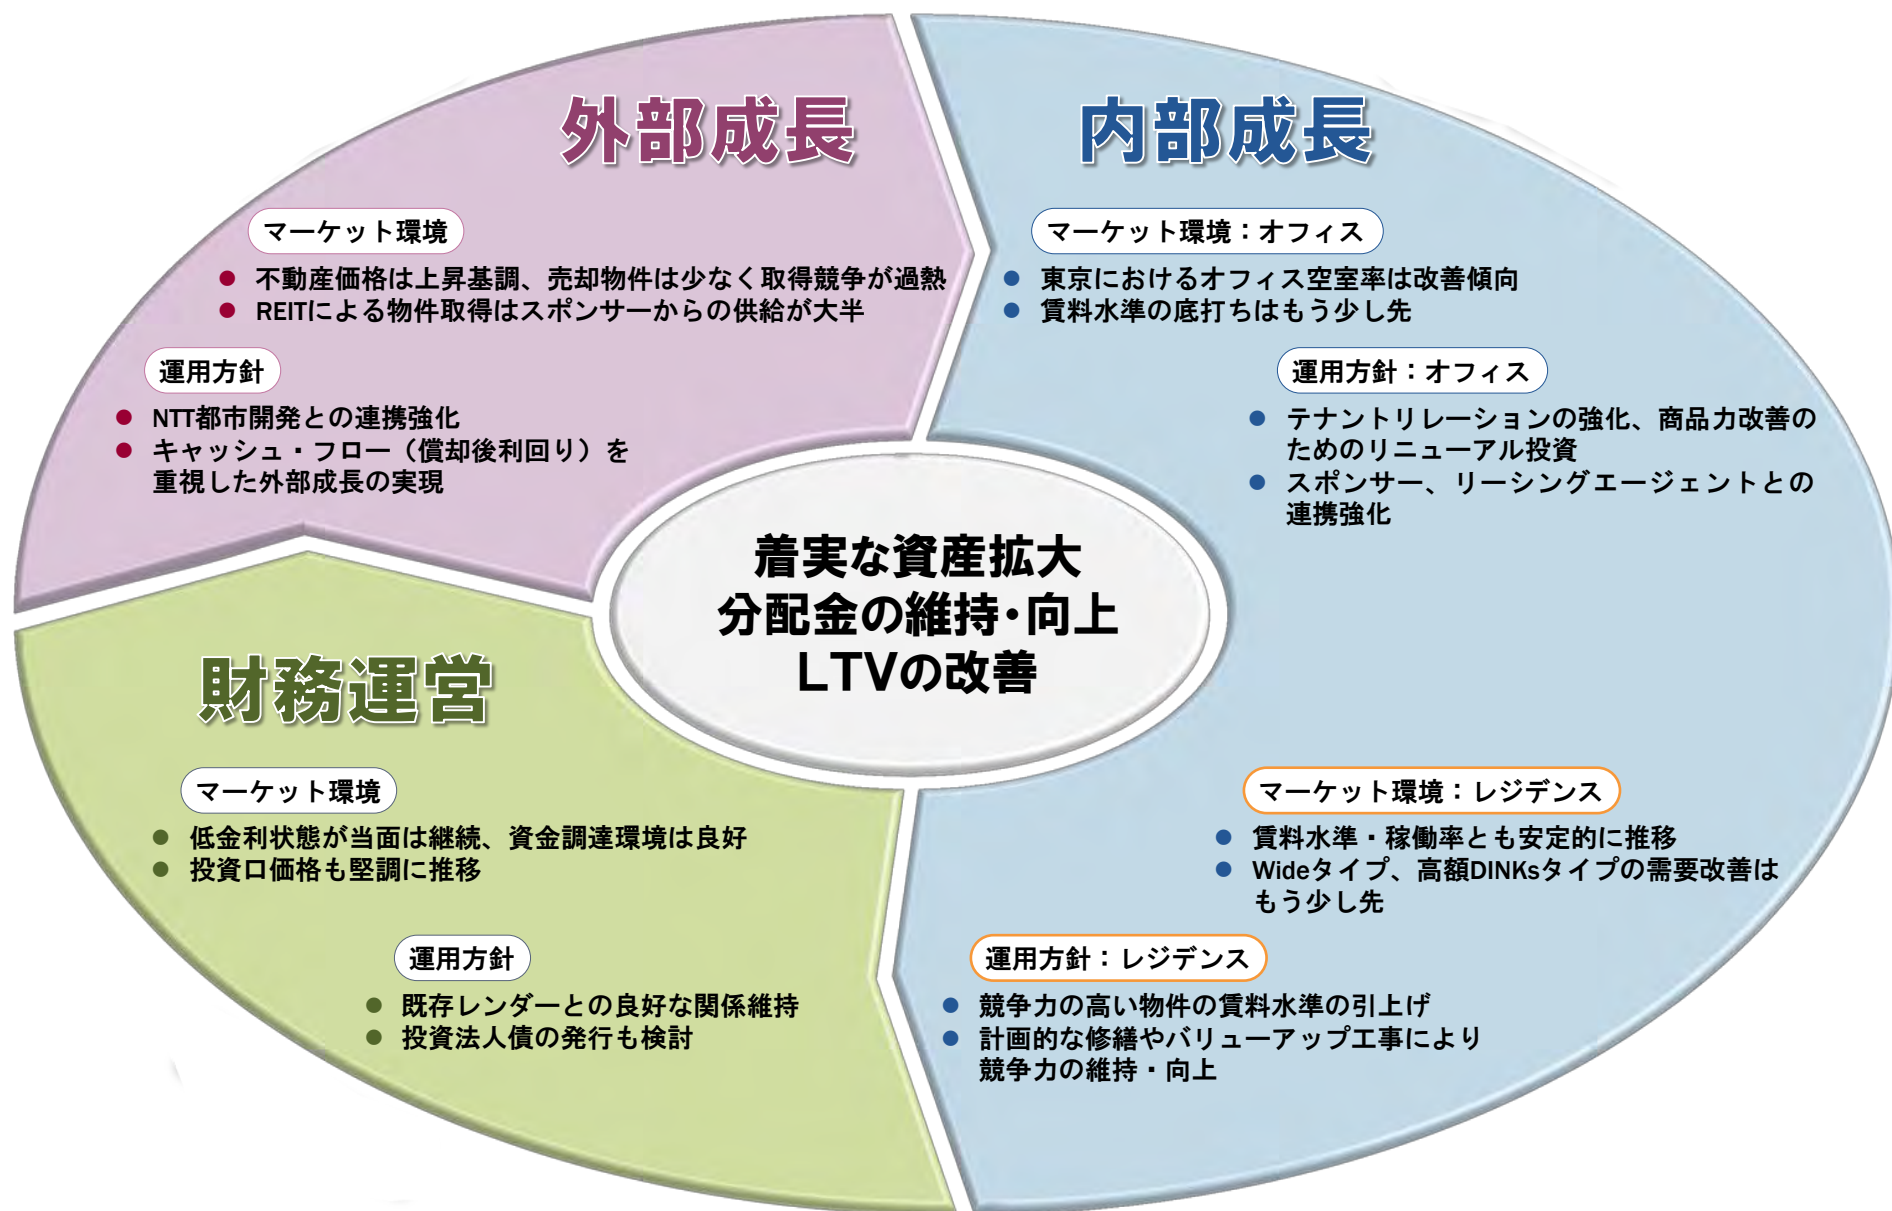 外部成長
マーケット環境
● 不動産価格は上昇基調、売却物件は少なく取得競争が過熱
● REITによる物件取得はスポンサーからの供給が大半
運用方針
● NTT都市開発との連携強化
● キャッシュ・フロー（償却後利回り）を
重視した外部成長の実現
内部成長
マーケット環境：オフィス
● 東京におけるオフィス空室率は改善傾向
● 賃料水準の底打ちはもう少し先
運用方針：オフィス
● テナントリレーションの強化、商品力改善の
ためのリニューアル投資
● スポンサー、リーシングエージェントとの
連携強化
マーケット環境：レジデンス
● 賃料水準・稼働率とも安定的に推移
● Wideタイプ、高額DINKsタイプの需要改善は
もう少し先
運用方針：レジデンス
● 競争力の高い物件の賃料水準の引上げ
● 計画的な修繕やバリューアップ工事により
競争力の維持・向上
着実な資産拡大
分配金の維持・向上
LTVの改善
財務運営
マーケット環境
● 低金利状態が当面は継続、資金調達環境は良好
● 投資口価格も堅調に推移
運用方針
● 既存レンダーとの良好な関係維持
● 投資法人債の発行も検討